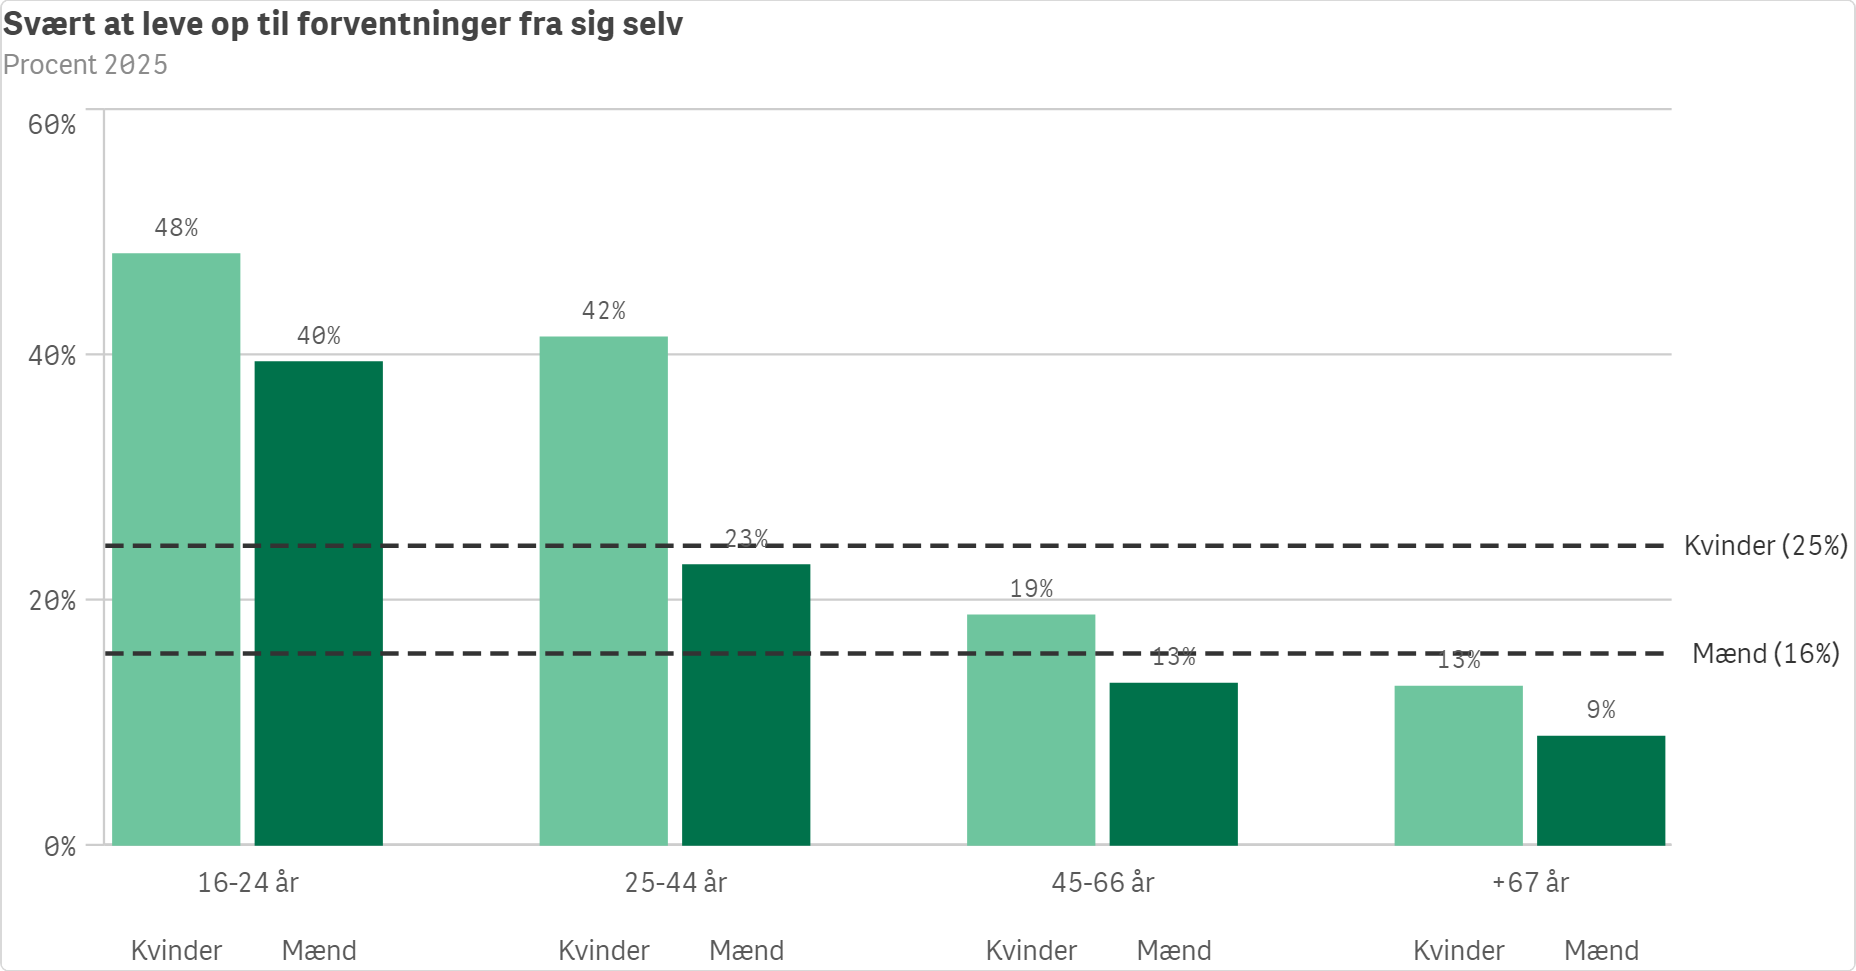 Svært at leve op til forventninger fra sig selv
Procent 2025
60%
48%
42%
40%
40%
23%
Kvinder (25%)
20%
19%
Mænd (16%)
13%
13%
9%
0%
16-24 år 25-44 år 45-66 år +67 år
Kvinder Mænd Kvinder Mænd Kvinder Mænd Kvinder Mænd